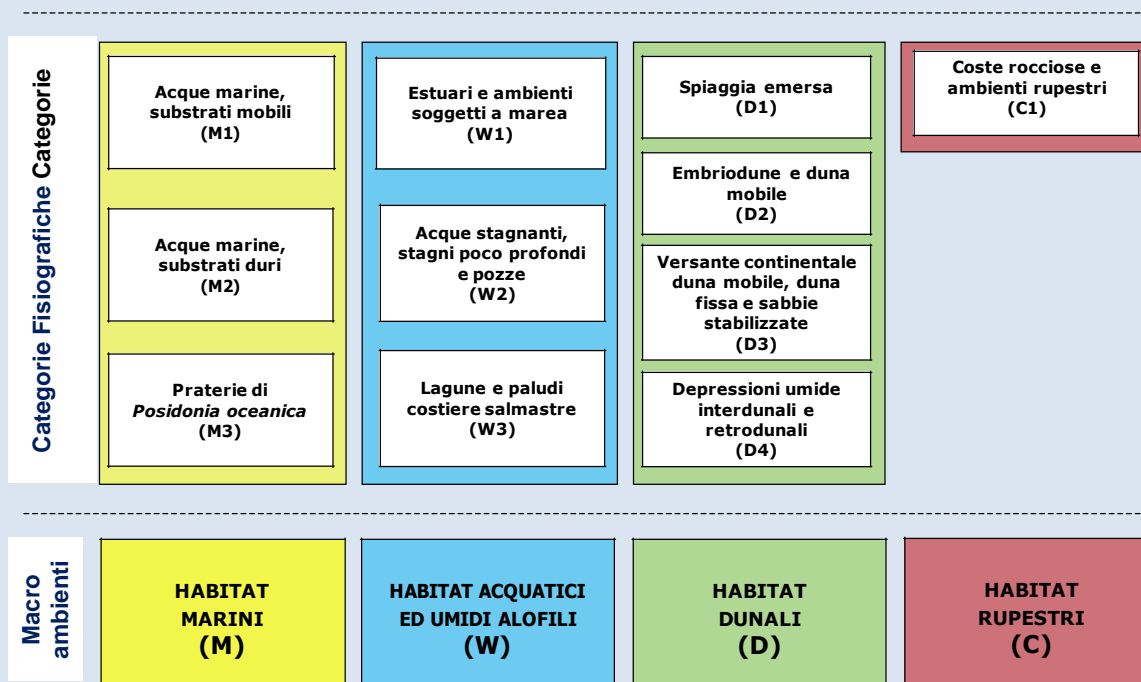 Categorie Fisiografiche Categorie
Acque marine,
substrati mobili
(M1)
Acque marine,
substrati duri
(M2)
Praterie di
Posidonia oceanica
(M3)
Estuari e ambienti
soggetti a marea
(W1)
Acque stagnanti,
stagni poco profondi
e pozze
(W2)
Lagune e paludi
costiere salmastre
(W3)
Spiaggia emersa
(D1)
Embriodune e duna
mobile
(D2)
Versante continentale
duna mobile, duna
fissa e sabbie
stabilizzate
(D3)
Depressioni umide
interdunali e
retrodunali
(D4)
Coste rocciose e
ambienti rupestri
(C1)
Macro
ambienti
HABITAT
MARINI
(M)
HABITAT ACQUATICI
ED UMIDI ALOFILI
(W)
HABITAT
DUNALI
(D)
HABITAT
RUPESTRI
(C)